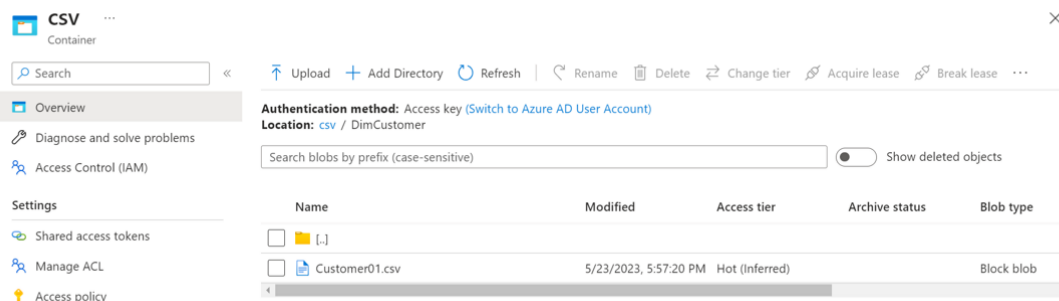 CSV ...
Container
Search
«
Upload Add Directory Refresh Rename Delete Change tier Acquire lease Break lease ...
Overview
Diagnose and solve problems
Access Control (IAM)
Settings
Shared access tokens
Manage ACL
Access policy
Authentication method: Access key (Switch to Azure AD User Account)
Location: csv / DimCustomer
Search blobs by prefix (case-sensitive)
Show deleted objects
Name Modified Access tier Archive status Blob type
[..]
Customer01.csv 5/23/2023, 5:57:20 PM Hot (Inferred) Block blob